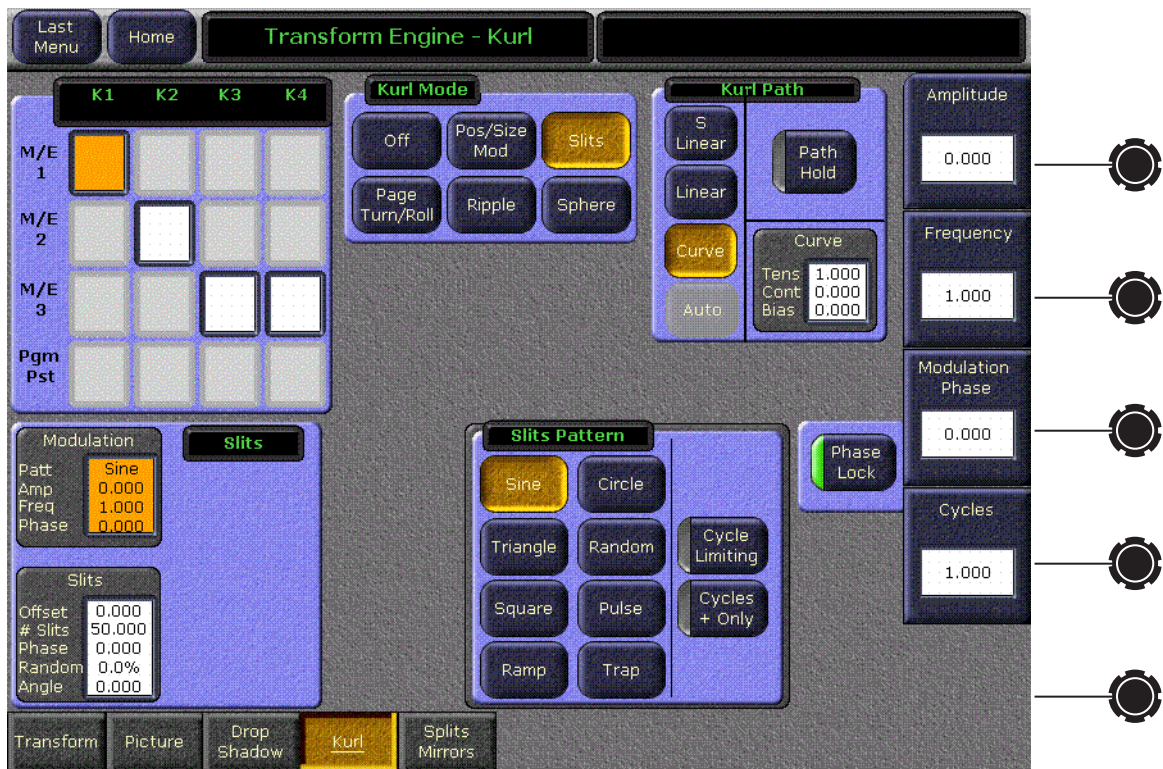 Last
Menu
Home
Transform Engine - Kurl
K1 K2 K3 K4
M/E
1
M/E
2
M/E
3
Pgm
Pst
Kurl Mode
Off
Pos/Size
Mod
Slits
Page
Turn/Roll
Ripple
Sphere
Kurl Path
S
Linear
Linear
Curve
Auto
Path
Hold
Curve
Tens 1.000
Cont 0.000
Bias 0.000
Amplitude
0.000
Frequency
1.000
Modulation
Phase
0.000
Cycles
1.000
Modulation
Patt Sine
Amp 0.000
Freq 1.000
Phase 0.000
Slits
Slits
Offset 0.000
# Slits 50.000
Phase 0.000
Random 0.0%
Angle 0.000
Slits Pattern
Sine
Circle
Triangle
Random
Square
Pulse
Ramp
Trap
Cycle
Limiting
Cycles
+ Only
Phase
Lock
Transform
Picture
Drop
Shadow
Kurl
Splits
Mirrors